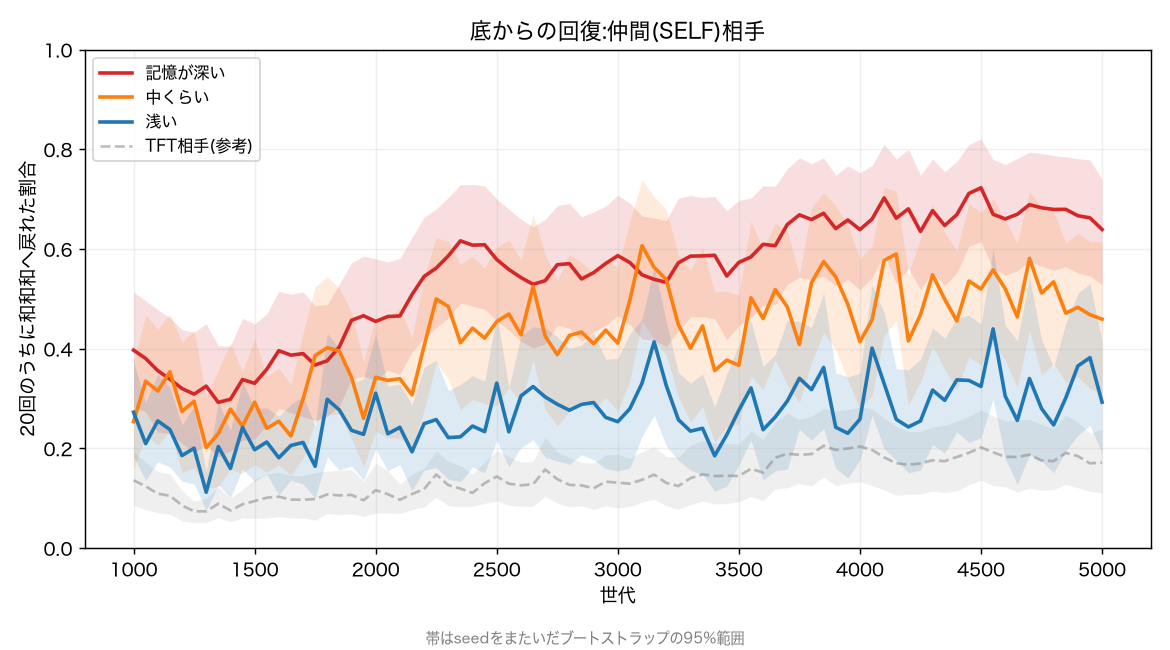 底からの回復:仲間(SELF)相手
記憶が深い
中くらい
浅い
TFT相手(参考)
20回のうちに和和和へ戻れた割合
1.0
0.8
0.6
0.4
0.2
0.0
1000 1500 2000 2500 3000 3500 4000 4500 5000
世代
帯はseedをまたいだブートストラップの95%範囲